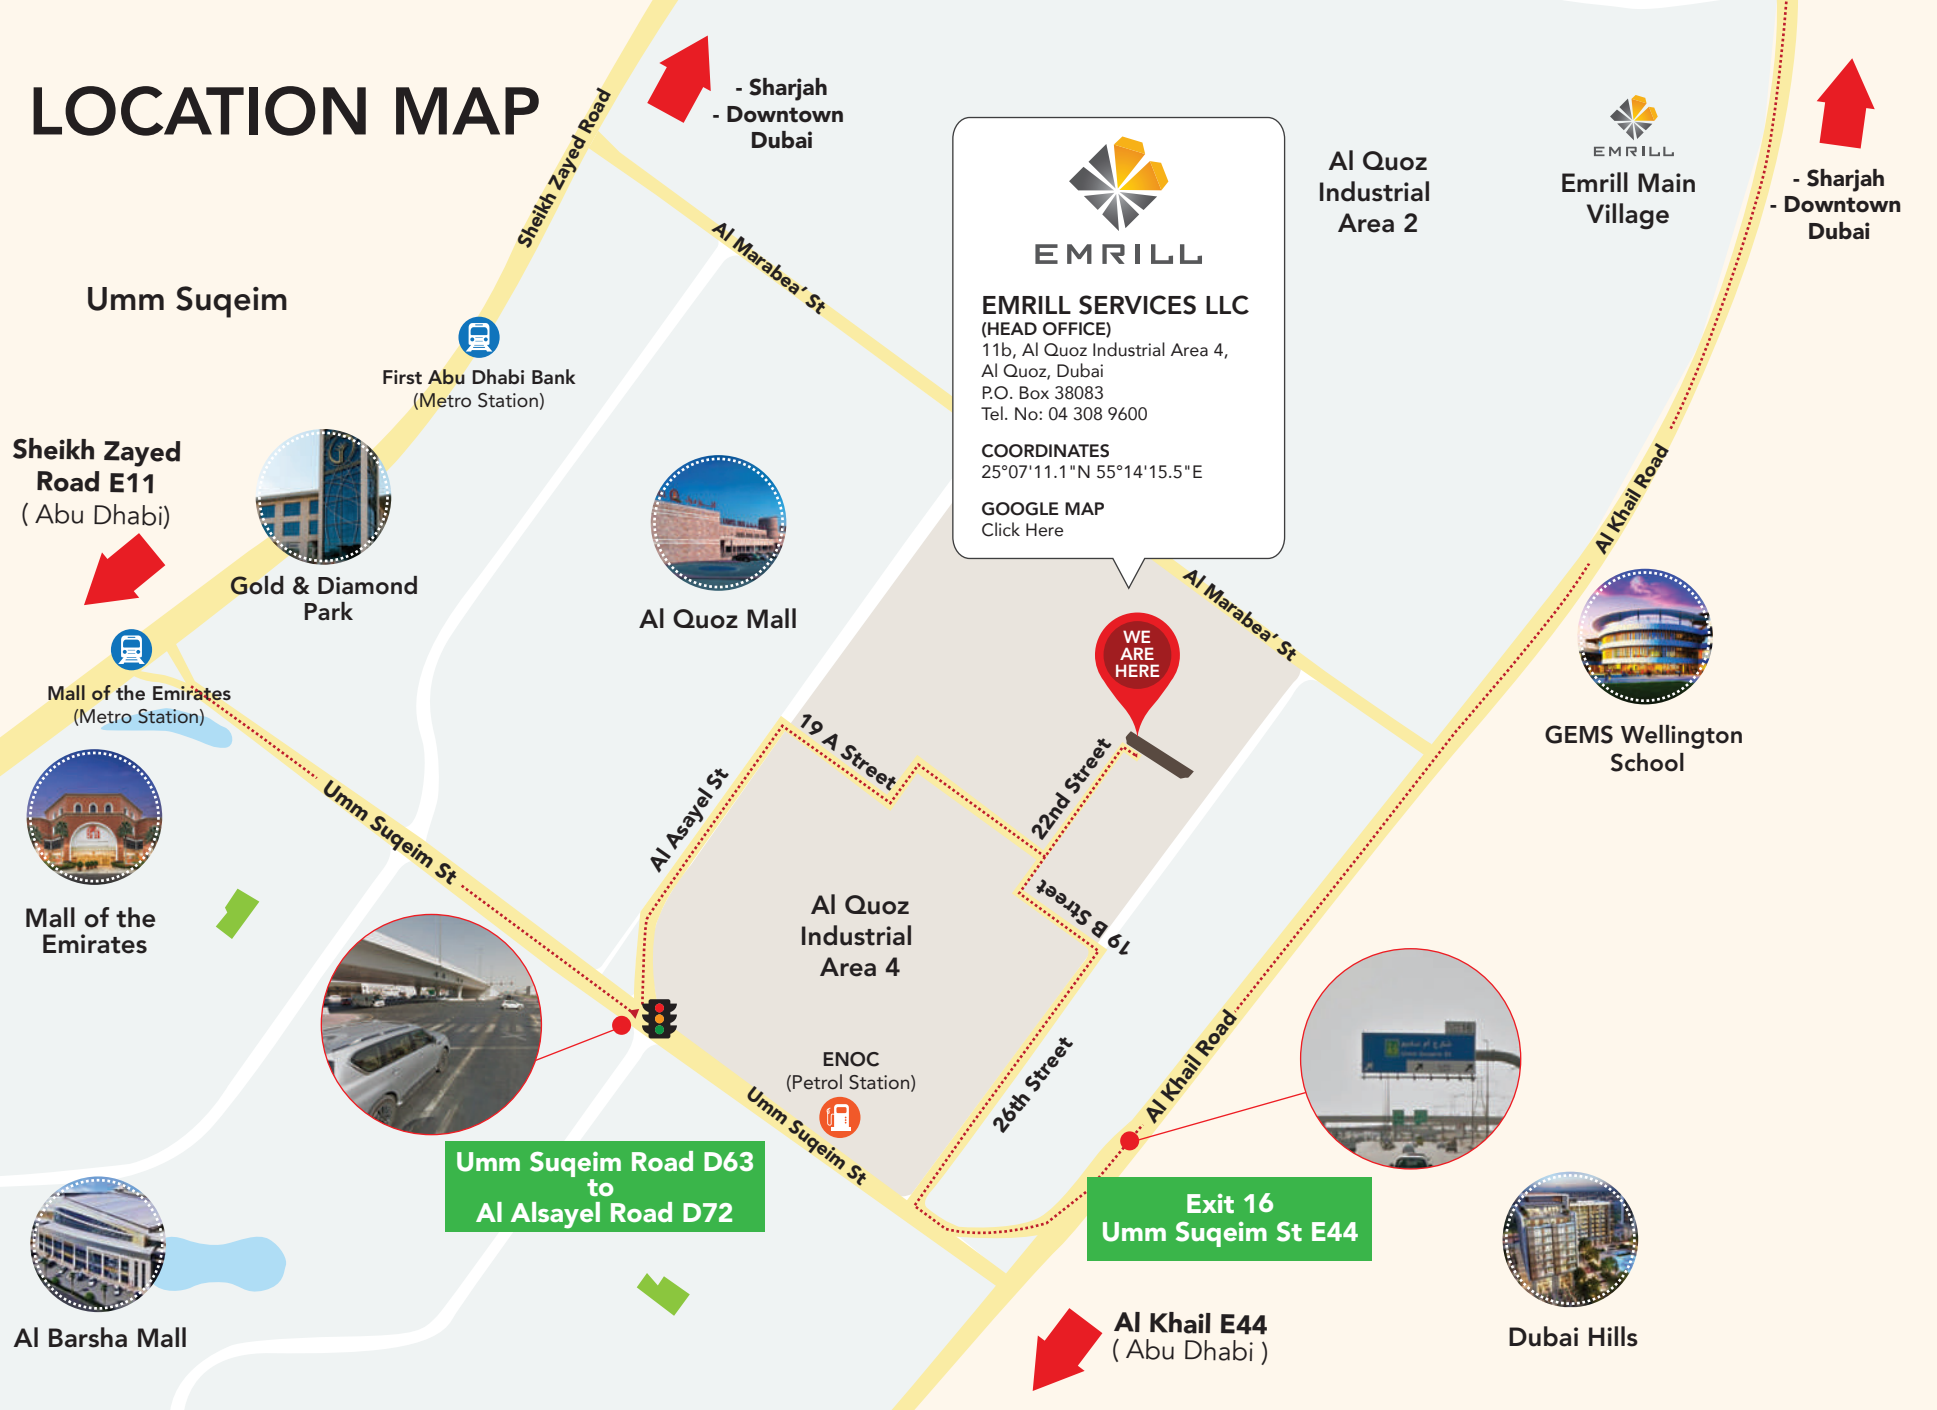 LOCATION MAP
- Sharjah
- Downtown
Dubai
Sheikh Zayed Road
Al Marabea' St
EMRILL
EMRILL SERVICES LLC
(HEAD OFFICE)
11b, Al Quoz Industrial Area 4,
Al Quoz, Dubai
P.O. Box 38083
Tel. No: 04 308 9600
COORDINATES
25°07'11.1"N 55°14'15.5"E
GOOGLE MAP
Click Here
Al Quoz
Industrial
Area 2
EMRILL
Emrill Main
Village
- Sharjah
- Downtown
Dubai
Umm Suqeim
First Abu Dhabi Bank
(Metro Station)
Sheikh Zayed
Road E11
( Abu Dhabi)
Gold & Diamond
Park
Al Quoz Mall
Al Khail Road
Al Marabea' St
WE
ARE
HERE
Mall of the Emirates
(Metro Station)
GEMS Wellington
School
19 A Street
22nd Street
Al Asayel St
Umm Suqeim St
19 B Street
Mall of the
Emirates
Al Quoz
Industrial
Area 4
ENOC
(Petrol Station)
26th Street
Al Khail Road
Umm Suqeim St
Umm Suqeim Road D63
to
Al Alsayel Road D72
Exit 16
Umm Suqeim St E44
Al Barsha Mall
Al Khail E44
( Abu Dhabi )
Dubai Hills